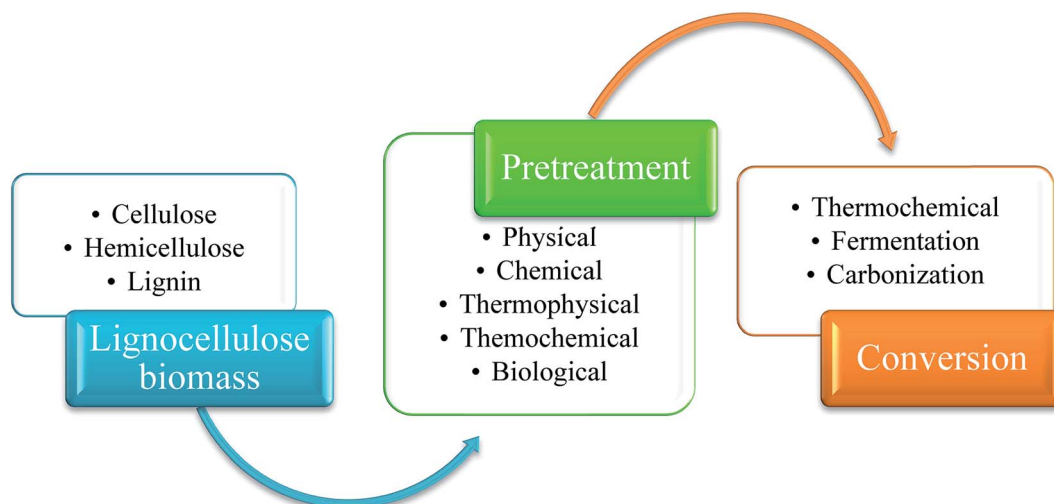 • Cellulose
• Hemicellulose
• Lignin
Lignocellulose
biomass
Pretreatment
• Physical
• Chemical
• Thermophysical
• Themochemical
• Biological
• Thermochemical
• Fermentation
• Carbonization
Conversion